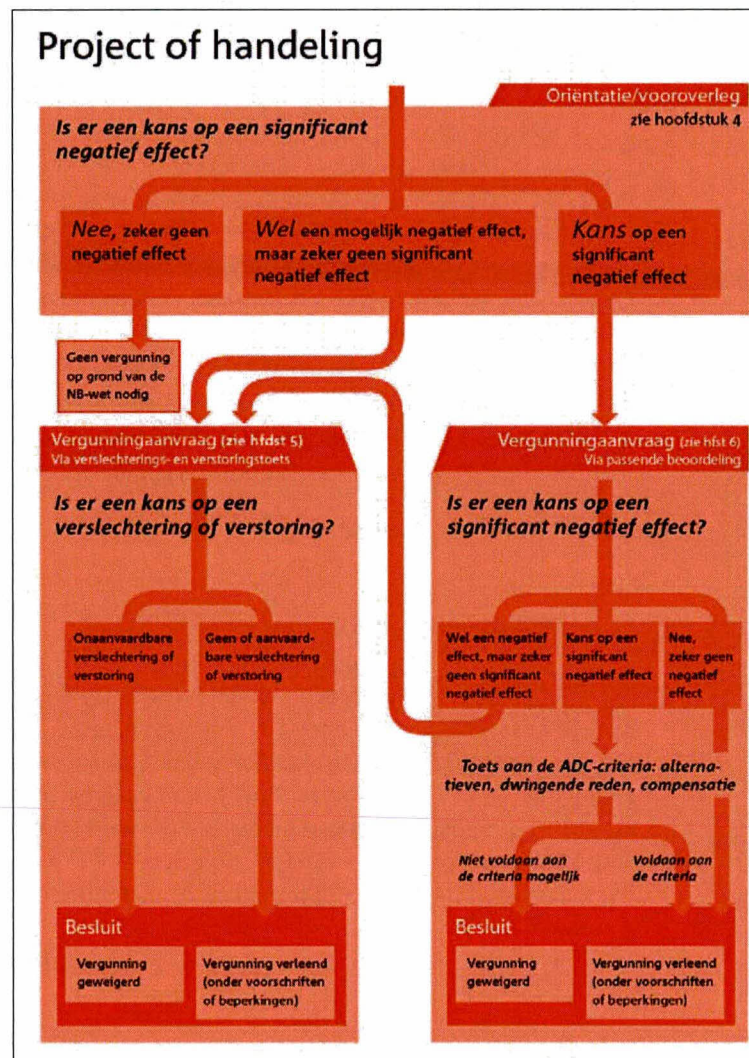 Project of handeling
Oriëntatie/vooroverleg
zie hoofdstuk 4
Is er een kans op een significant
negatief effect?
Nee, zeker geen
negatief effect
Wel een mogelijk negatief effect,
maar zeker geen significant
negatief effect
Kans op een
significant
negatief effect
Geen vergunning
op grond van de
NB-wet nodig
Vergunningaanvraag (zie hfdst 5)
Via verslechterings- en verstoringstoets
Is er een kans op een
verslechtering of verstoring?
Onaanvaardbare
verslechtering of
verstoring
Geen of aanvaard-
bare verslechtering
of verstoring
Besluit
Vergunning
geweigerd
Vergunning verleend
(onder voorschriften
of beperkingen)
Vergunningaanvraag (zie hfst 6)
Via passende beoordeling
Is er een kans op een
significant negatief effect?
Wel een negatief
effect, maar zeker
geen significant
negatief effect
Kans op een
significant
negatief effect
Nee,
zeker geen
negatief
effect
Toets aan de ADC-criteria: alterna-
tieven, dwingende reden, compensatie
Niet voldaan aan
de criteria mogelijk
Voldaan aan
de criteria
Besluit
Vergunning
geweigerd
Vergunning verleend
(onder voorschriften
of beperkingen)